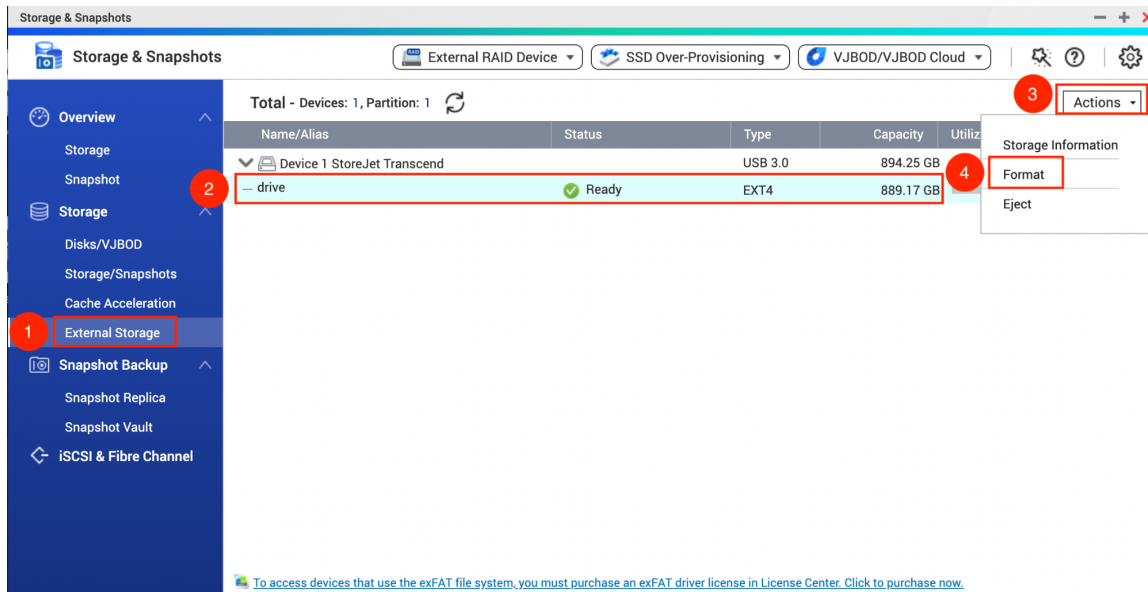 Storage & Snapshots
Storage & Snapshots
External RAID Device
SSD Over-Provisioning
VJBOD/VJBOD Cloud
Overview
Storage
Snapshot
Storage
Disks/VJBOD
Storage/Snapshots
Cache Acceleration
1
External Storage
Snapshot Backup
Snapshot Replica
Snapshot Vault
iSCSI & Fibre Channel
Total - Devices: 1, Partition: 1
3
Actions
Name/Alias Status Type Capacity Utiliz
Device 1 StoreJet Transcend USB 3.0 894.25 GB
2
drive Ready EXT4 889.17 GB
Storage Information
4
Format
Eject
To access devices that use the exFAT file system, you must purchase an exFAT driver license in License Center. Click to purchase now.